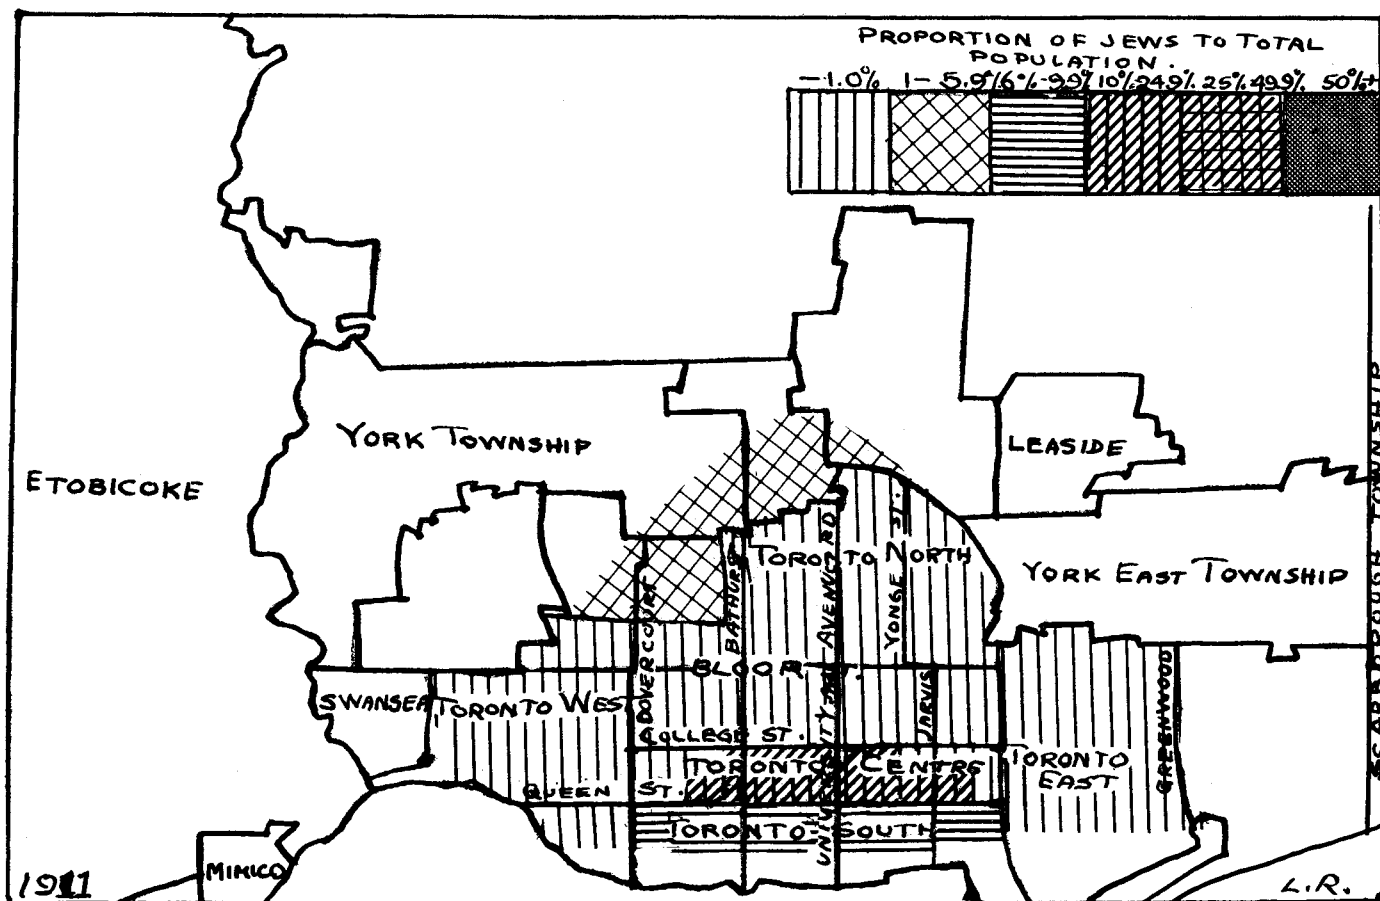 PROPORTION OF JEWS TO TOTAL
POPULATION.
—1.0% 1— 5.9% 6%-9.9% 10%-24.9% 25%-49.9% 50%+
YORK TOWNSHIP
LEASIDE
ETOBICOKE
SCARBOROUGH TOWNSHIP
TORONTO NORTH
YORK EAST TOWNSHIP
DOVERCOURT
BATHURST
UNIVERSITY AND AVENUE RD
YONGE ST.
BLOOR ST.
SWANSEA
TORONTO WEST
JARVIS
GREENWOOD
COLLEGE ST.
TORONTO CENTRE
TORONTO
EAST
QUEEN ST.
TORONTO SOUTH
MIMICO
1911
L.R.